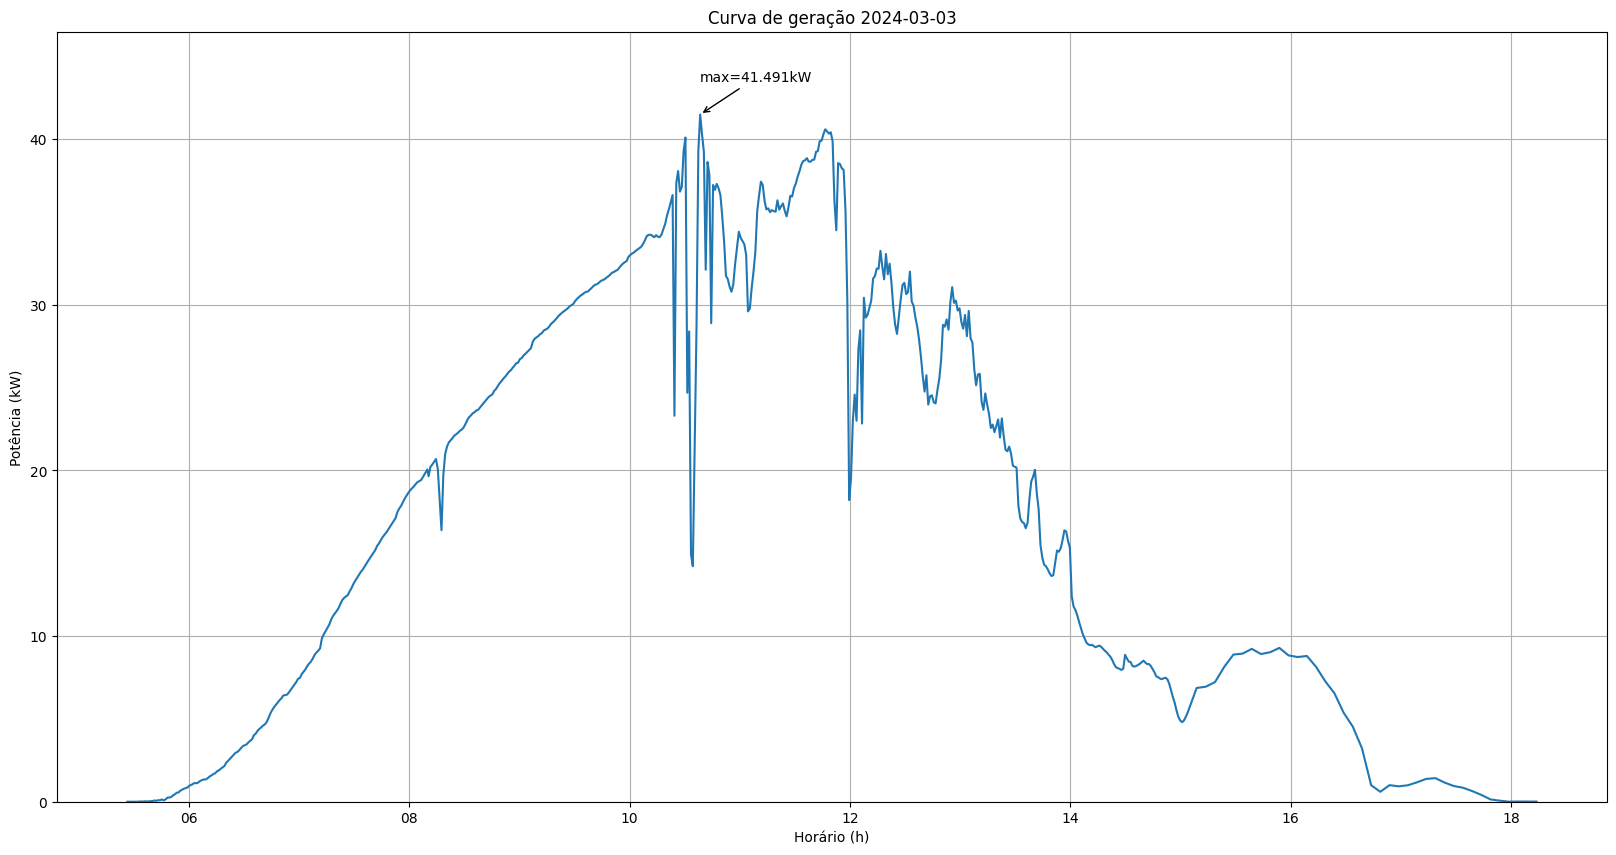 Curva de geração 2024-03-03
max=41.491kW
Potência (kW)
40
30
20
10
0
06 08 10 12 14 16 18
Horário (h)